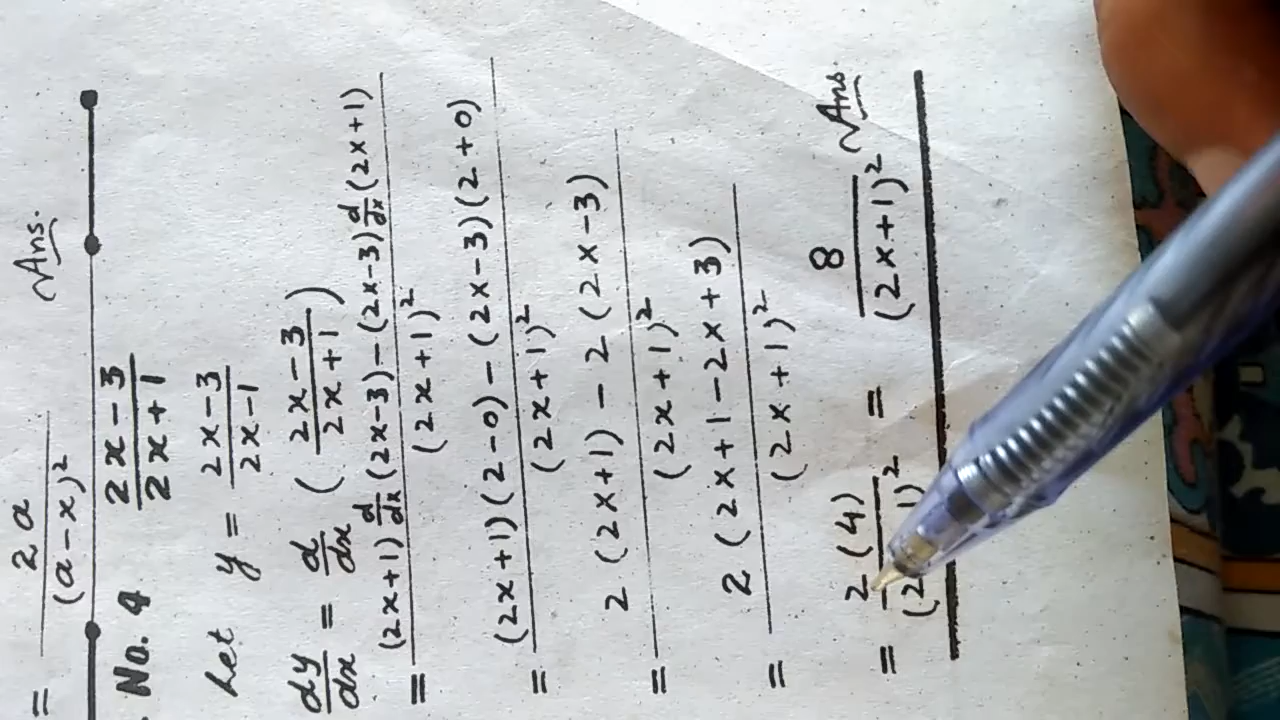 = 2a / (a-x)² Ans.
No. 4 2x-3 / 2x+1
Let y = 2x-3 / 2x-1
dy/dx = d/dx (2x-3 / 2x+1)
= (2x+1) d/dx (2x-3) - (2x-3) d/dx (2x+1) / (2x+1)²
= (2x+1)(2-0) - (2x-3)(2+0) / (2x+1)²
= 2(2x+1) - 2(2x-3) / (2x+1)²
= 2(2x+1-2x+3) / (2x+1)²
= 2(4) / (2 1)² = 8 / (2x+1)² Ans.